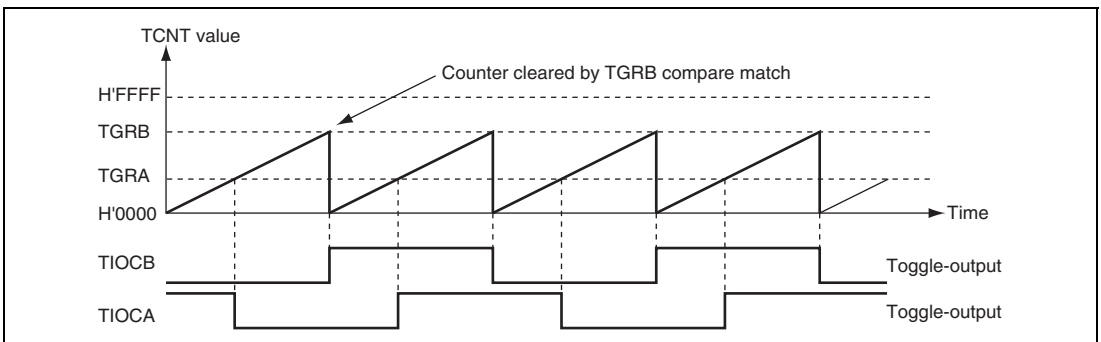 TCNT value
Counter cleared by TGRB compare match
H'FFFF
TGRB
TGRA
H'0000
Time
TIOCB
Toggle-output
TIOCA
Toggle-output